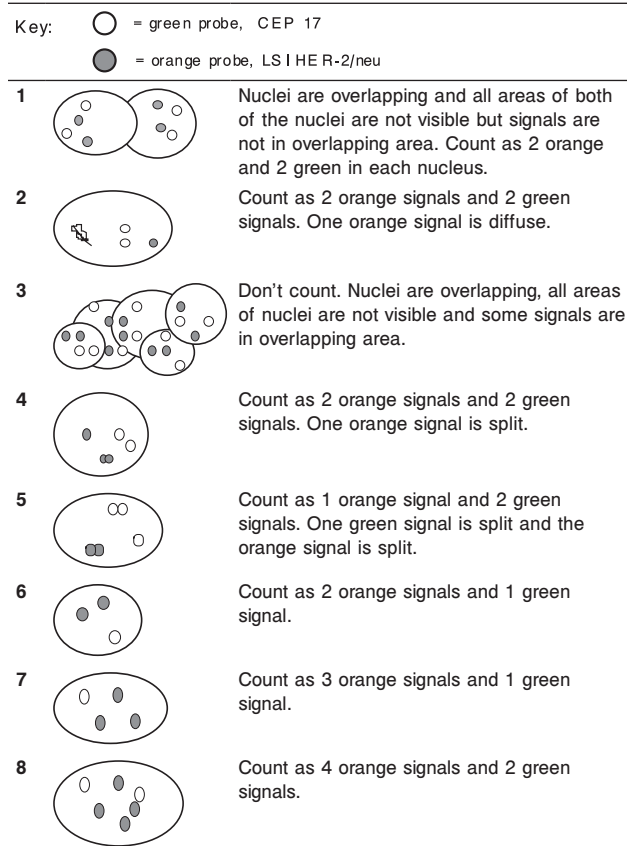 Key: = green probe, CEP 17
= orange probe, LSI HER-2/neu
1 Nuclei are overlapping and all areas of both
of the nuclei are not visible but signals are
not in overlapping area. Count as 2 orange
and 2 green in each nucleus.
2 Count as 2 orange signals and 2 green
signals. One orange signal is diffuse.
3 Don't count. Nuclei are overlapping, all areas
of nuclei are not visible and some signals are
in overlapping area.
4 Count as 2 orange signals and 2 green
signals. One orange signal is split.
5 Count as 1 orange signal and 2 green
signals. One green signal is split and the
orange signal is split.
6 Count as 2 orange signals and 1 green
signal.
7 Count as 3 orange signals and 1 green
signal.
8 Count as 4 orange signals and 2 green
signals.